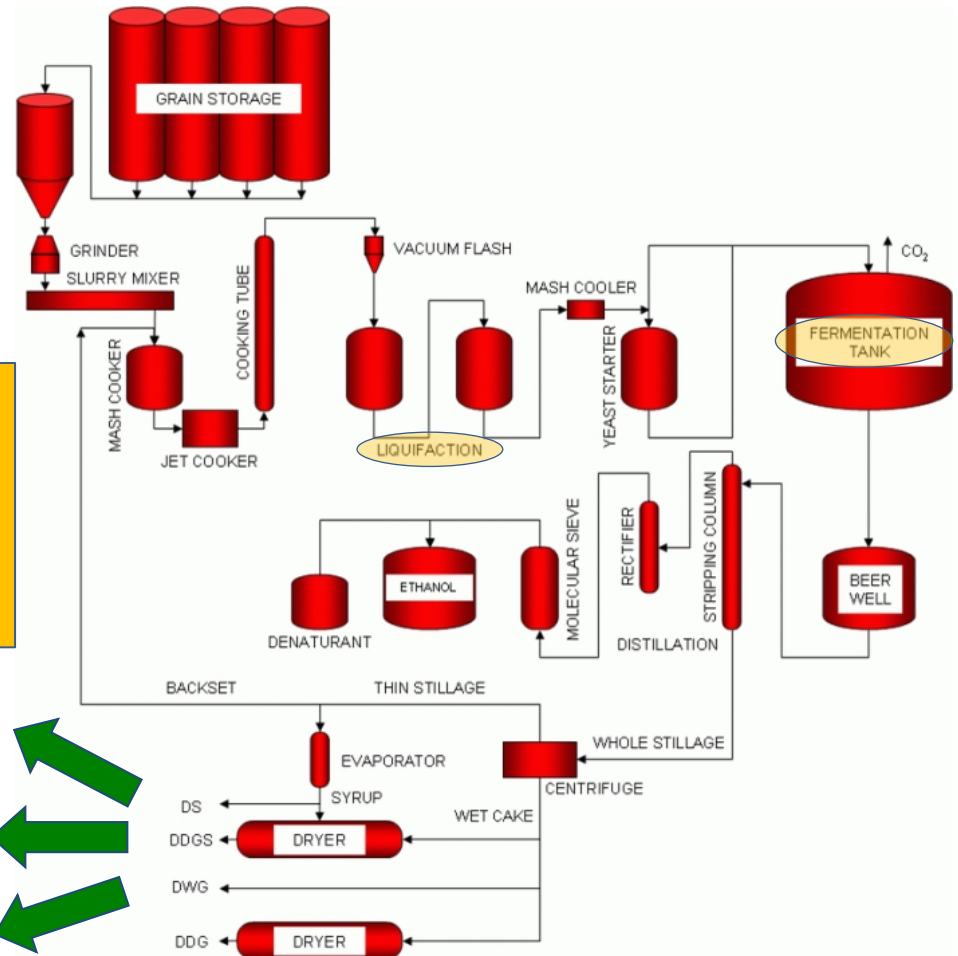 GRAIN STORAGE
GRINDER
SLURRY MIXER
COOKING TUBE
VACUUM FLASH
MASH COOLER
CO₂
FERMENTATION
TANK
MASH COOKER
JET COOKER
LIQUIFACTION
YEAST STARTER
STRIPPING COLUMN
RECTIFIER
MOLECULAR SIEVE
ETHANOL
DENATURANT
BEER
WELL
DISTILLATION
BACKSET
THIN STILLAGE
WHOLE STILLAGE
EVAPORATOR
CENTRIFUGE
SYRUP
WET CAKE
DS
DDGS
DRYER
DWG
DDG
DRYER